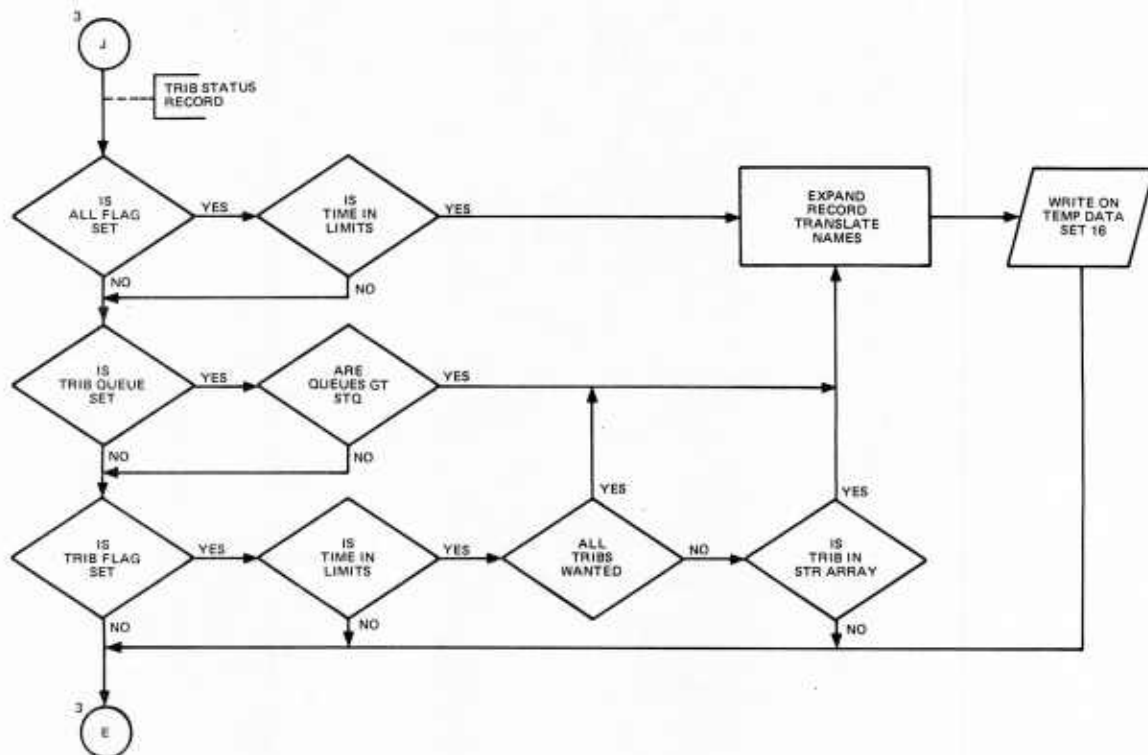 3
J
TRIB STATUS
RECORD
IS
ALL FLAG
SET
YES
IS
TIME IN
LIMITS
YES
EXPAND
RECORD
TRANSLATE
NAMES
WRITE ON
TEMP DATA
SET 16
NO
NO
IS
TRIB QUEUE
SET
YES
ARE
QUEUES GT
STQ
YES
NO
NO
IS
TRIB FLAG
SET
YES
IS
TIME IN
LIMITS
YES
ALL
TRIBS
WANTED
YES
NO
IS
TRIB IN
STR ARRAY
YES
NO
NO
NO
3
E